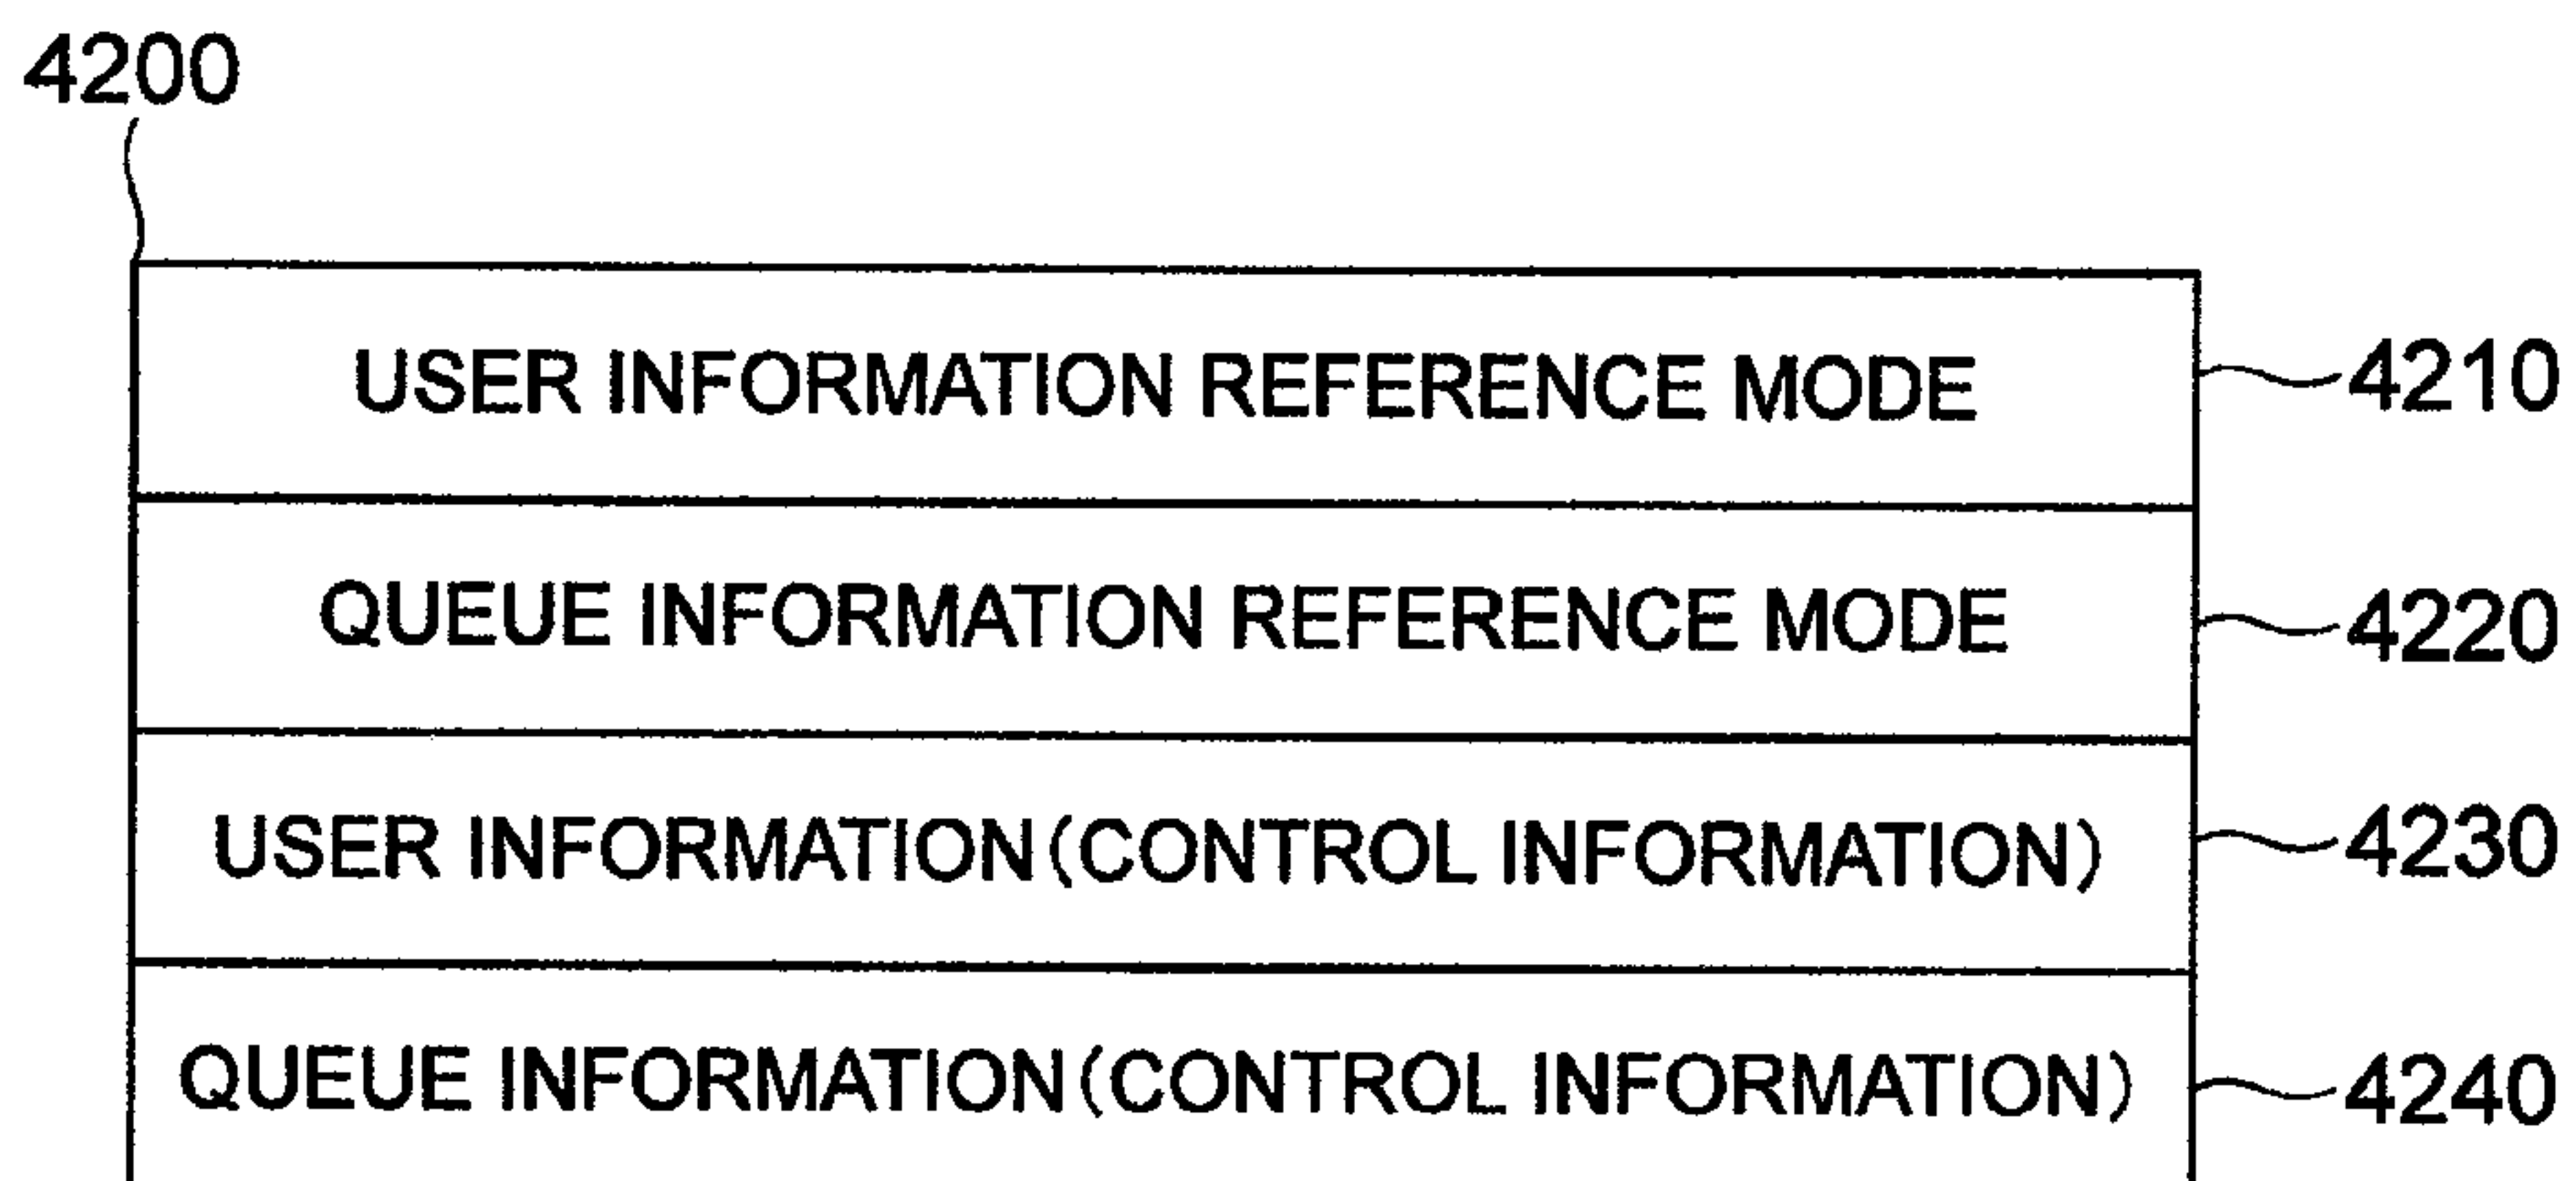 4200
USER INFORMATION REFERENCE MODE 4210
QUEUE INFORMATION REFERENCE MODE 4220
USER INFORMATION(CONTROL INFORMATION) 4230
QUEUE INFORMATION(CONTROL INFORMATION) 4240